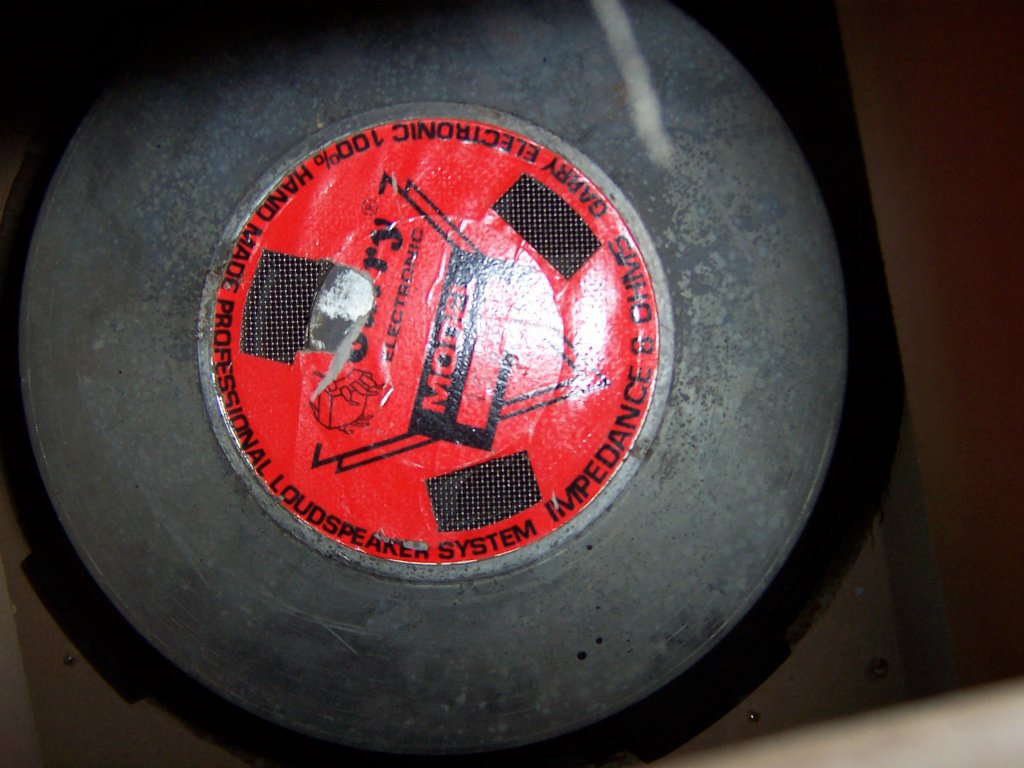 GARRY ELECTRONIC 100% HAND MADE PROFESSIONAL LOUDSPEAKER SYSTEM IMPEDANCE 8 OHMS
®
ELECTRONIC